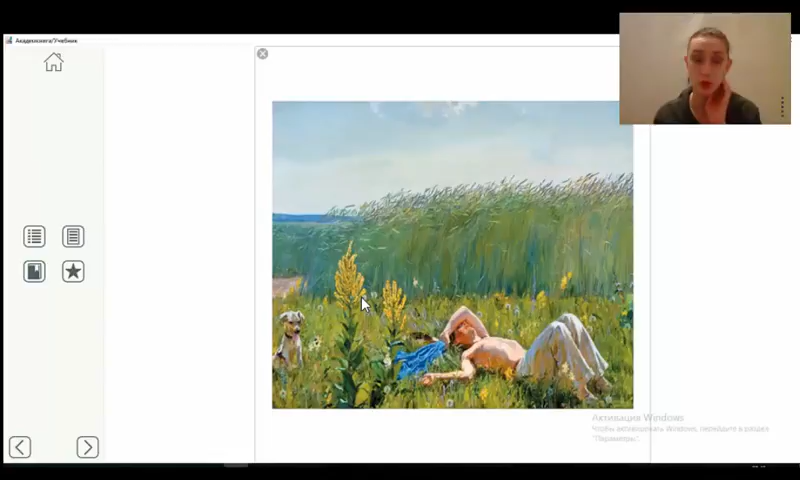 Академкнига/Учебник
Активация Windows
Чтобы активировать Windows, перейдите в раздел
"Параметры".